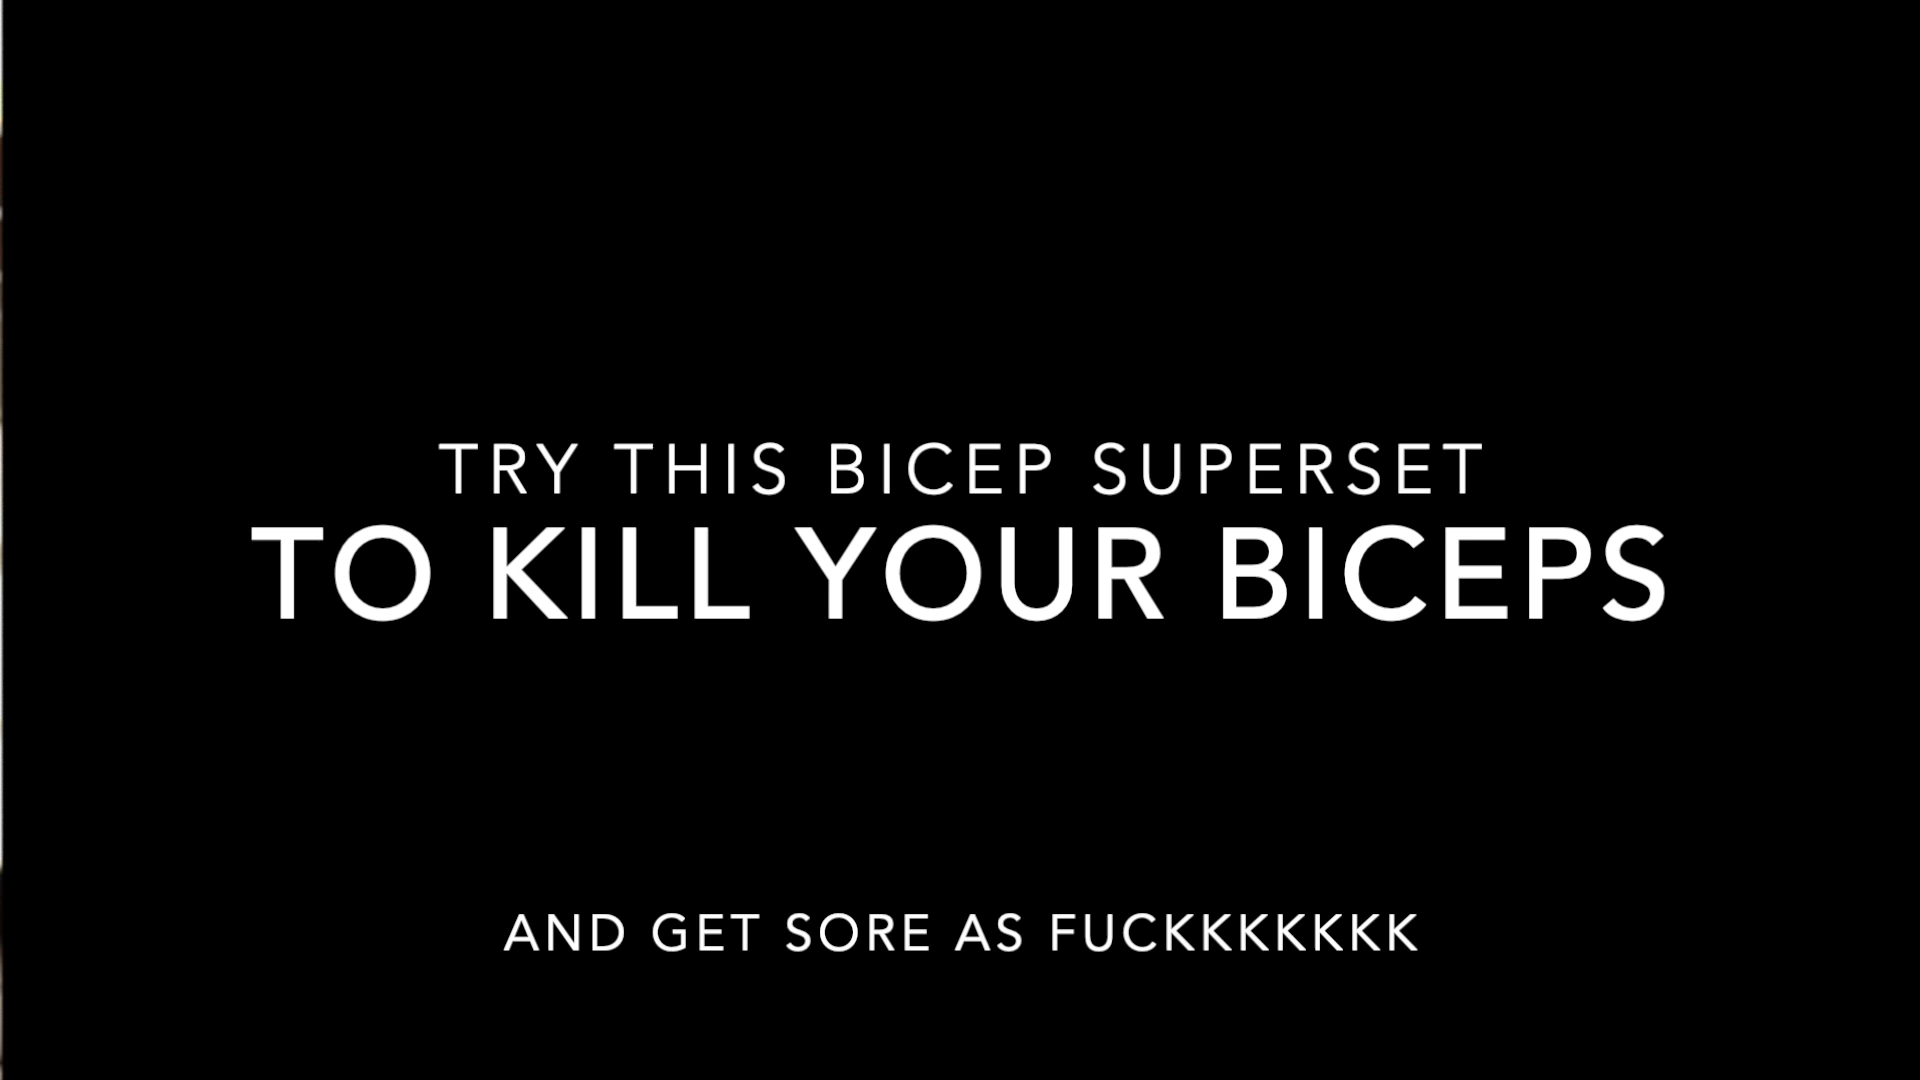 TRY THIS BICEP SUPERSET
TO KILL YOUR BICEPS
AND GET SORE AS FUCKKKKKKK